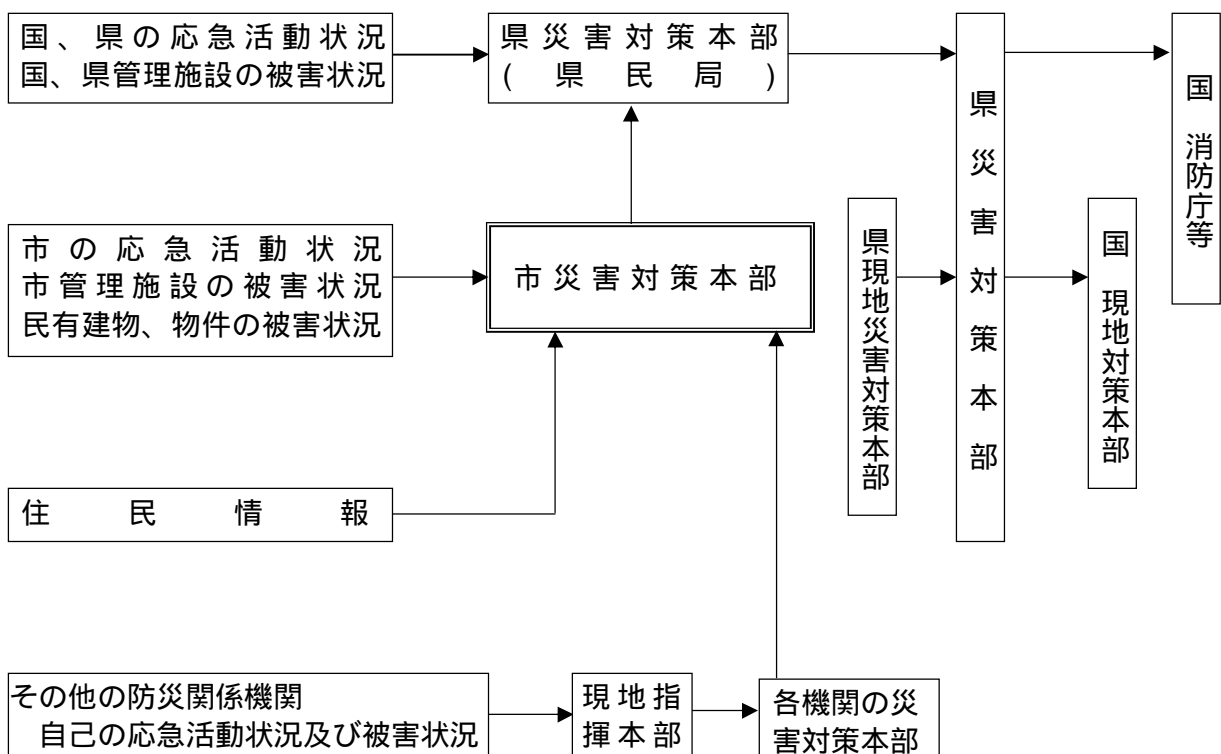 国、県の応急活動状況
国、県管理施設の被害状況
県災害対策本部
(県民局)
県災害対策本部
国 消防庁等
市の応急活動状況
市管理施設の被害状況
民有建物、物件の被害状況
市災害対策本部
県現地災害対策本部
国 現地対策本部
住民情報
その他の防災関係機関
自己の応急活動状況及び被害状況
現地指
揮本部
各機関の災
害対策本部